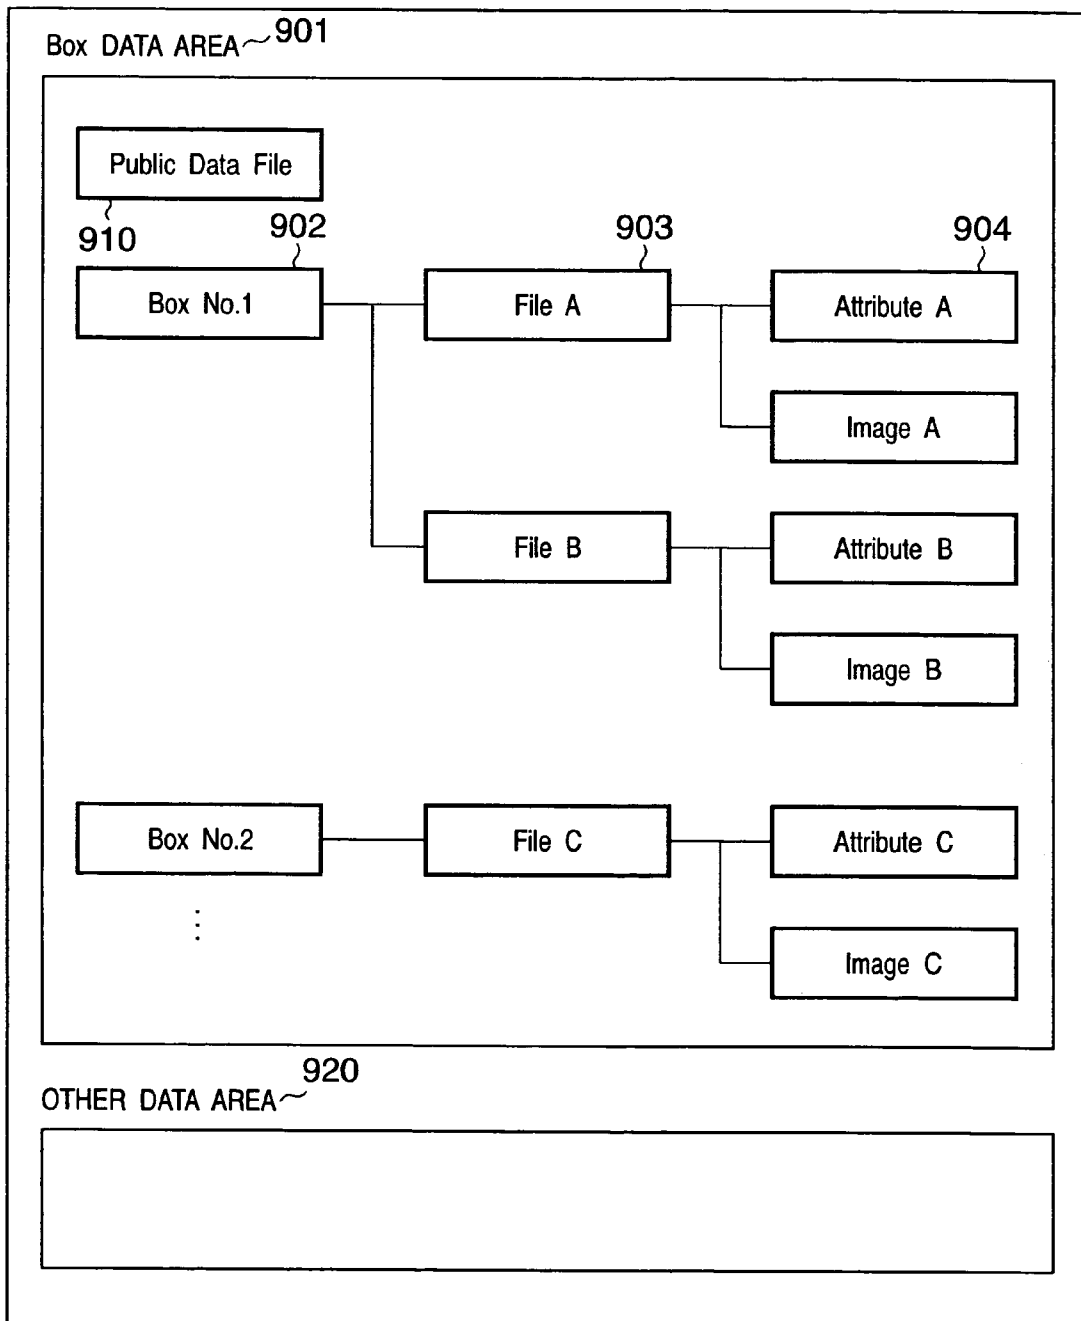 Box DATA AREA 901
Public Data File
910
902
903
904
Box No.1
File A
Attribute A
Image A
File B
Attribute B
Image B
Box No.2
File C
Attribute C
Image C
OTHER DATA AREA 920